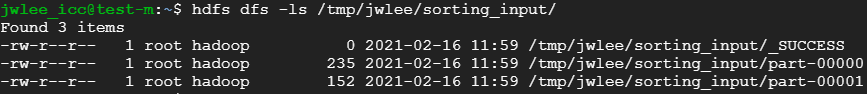 jwlee_icc@test-m:~$ hdfs dfs -ls /tmp/jwlee/sorting_input/
Found 3 items
-rw-r--r--   1 root hadoop          0 2021-02-16 11:59 /tmp/jwlee/sorting_input/_SUCCESS
-rw-r--r--   1 root hadoop        235 2021-02-16 11:59 /tmp/jwlee/sorting_input/part-00000
-rw-r--r--   1 root hadoop        152 2021-02-16 11:59 /tmp/jwlee/sorting_input/part-00001